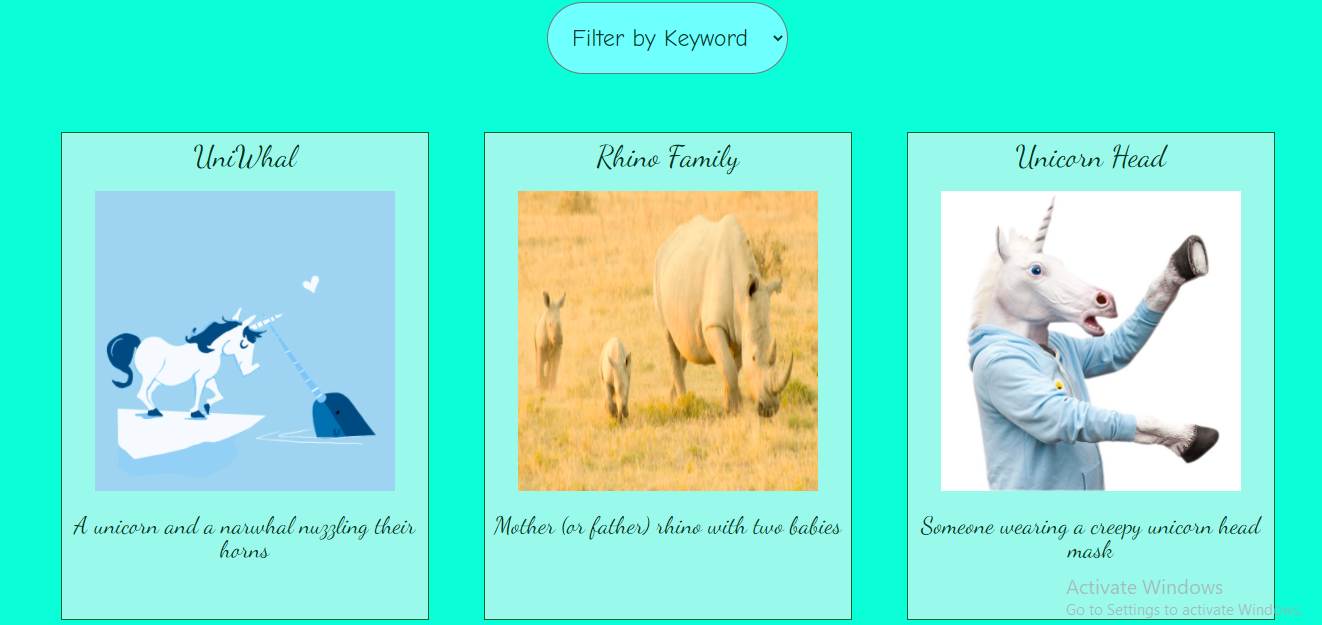 Filter by Keyword
UniWhal
Rhino Family
Unicorn Head
A unicorn and a narwhal nuzzling their
horns
Mother (or father) rhino with two babies
Someone wearing a creepy unicorn head
mask
Activate Windows
Go to Settings to activate Windows.